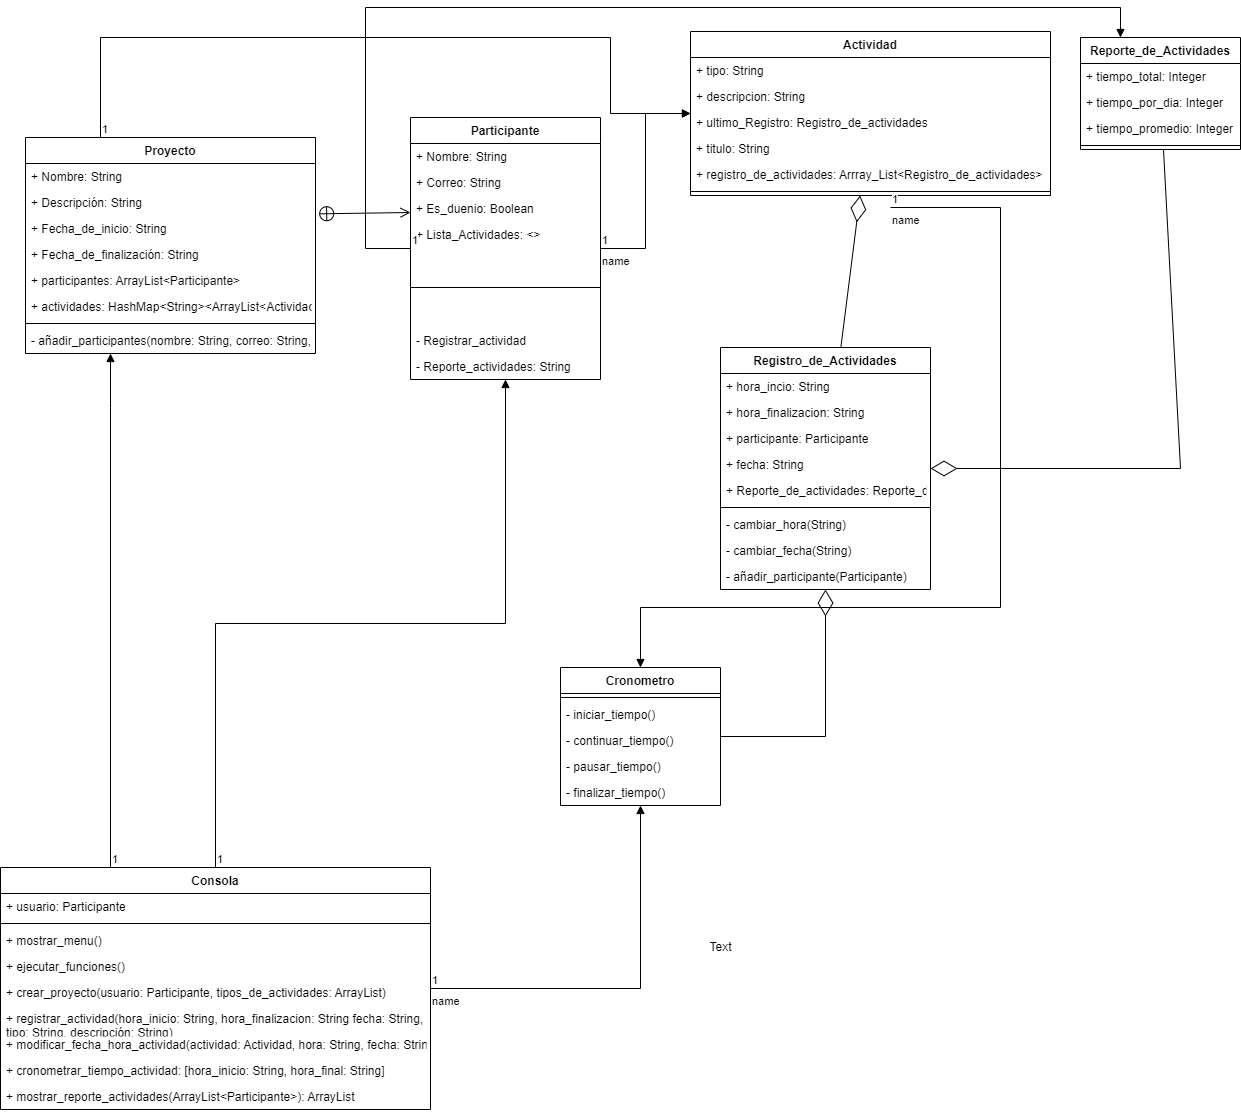 Actividad
+ tipo: String
+ descripcion: String
+ ultimo_Registro: Registro_de_actividades
+ titulo: String
+ registro_de_actividades: Arrray_List<Registro_de_actividades>
1
name
Reporte_de_Actividades
+ tiempo_total: Integer
+ tiempo_por_dia: Integer
+ tiempo_promedio: Integer
1
Proyecto
+ Nombre: String
+ Descripción: String
+ Fecha_de_inicio: String
+ Fecha_de_finalización: String
+ participantes: ArrayList<Participante>
+ actividades: HashMap<String><ArrayList<Activida
- añadir_participantes(nombre: String, correo: String,
Participante
+ Nombre: String
+ Correo: String
+ Es_duenio: Boolean
+ Lista_Actividades: <>
1
- Registrar_actividad
- Reporte_actividades: String
1
name
Registro_de_Actividades
+ hora_incio: String
+ hora_finalizacion: String
+ participante: Participante
+ fecha: String
+ Reporte_de_actividades: Reporte_d
- cambiar_hora(String)
- cambiar_fecha(String)
- añadir_participante(Participante)
Cronometro
- iniciar_tiempo()
- continuar_tiempo()
- pausar_tiempo()
- finalizar_tiempo()
1
1
Consola
+ usuario: Participante
+ mostrar_menu()
+ ejecutar_funciones()
+ crear_proyecto(usuario: Participante, tipos_de_actividades: ArrayList)
+ registrar_actividad(hora_inicio: String, hora_finalizacion: String fecha: String,
tipo: String, descripción: String)
+ modificar_fecha_hora_actividad(actividad: Actividad, hora: String, fecha: Strin
+ cronometrar_tiempo_actividad: [hora_inicio: String, hora_final: String]
+ mostrar_reporte_actividades(ArrayList<Participante>): ArrayList
1
name
Text